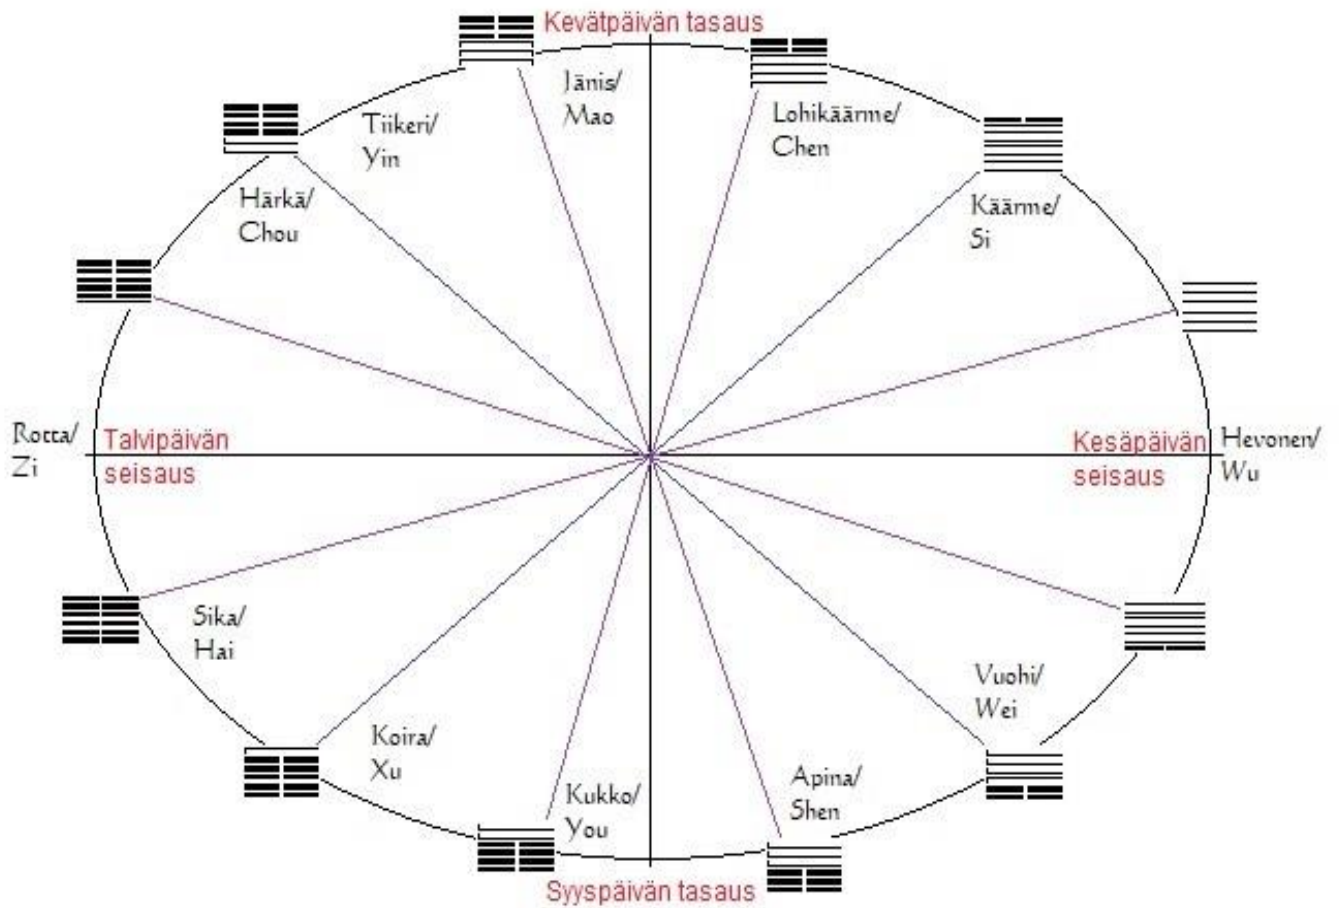 Kevätpäivän tasaus
Jänis/
Mao
Lohikäärme/
Chen
Tiikeri/
Yin
Härkä/
Chou
Käärme/
Si
Rotta/
Zi
Talvipäivän
seisaus
Kesäpäivän
seisaus
Hevonen/
Wu
Sika/
Hai
Vuohi/
Wei
Koira/
Xu
Kukko/
You
Apina/
Shen
Syyspäivän tasaus